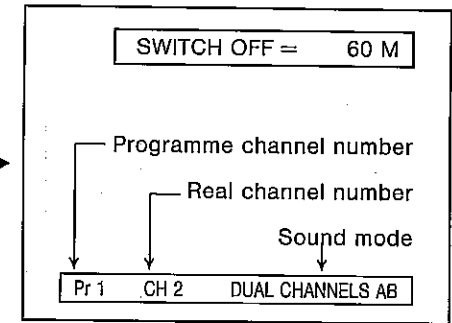 SWITCH OFF = 60 M
Programme channel number
Real channel number
Sound mode
Pr 1 CH 2 DUAL CHANNELS AB